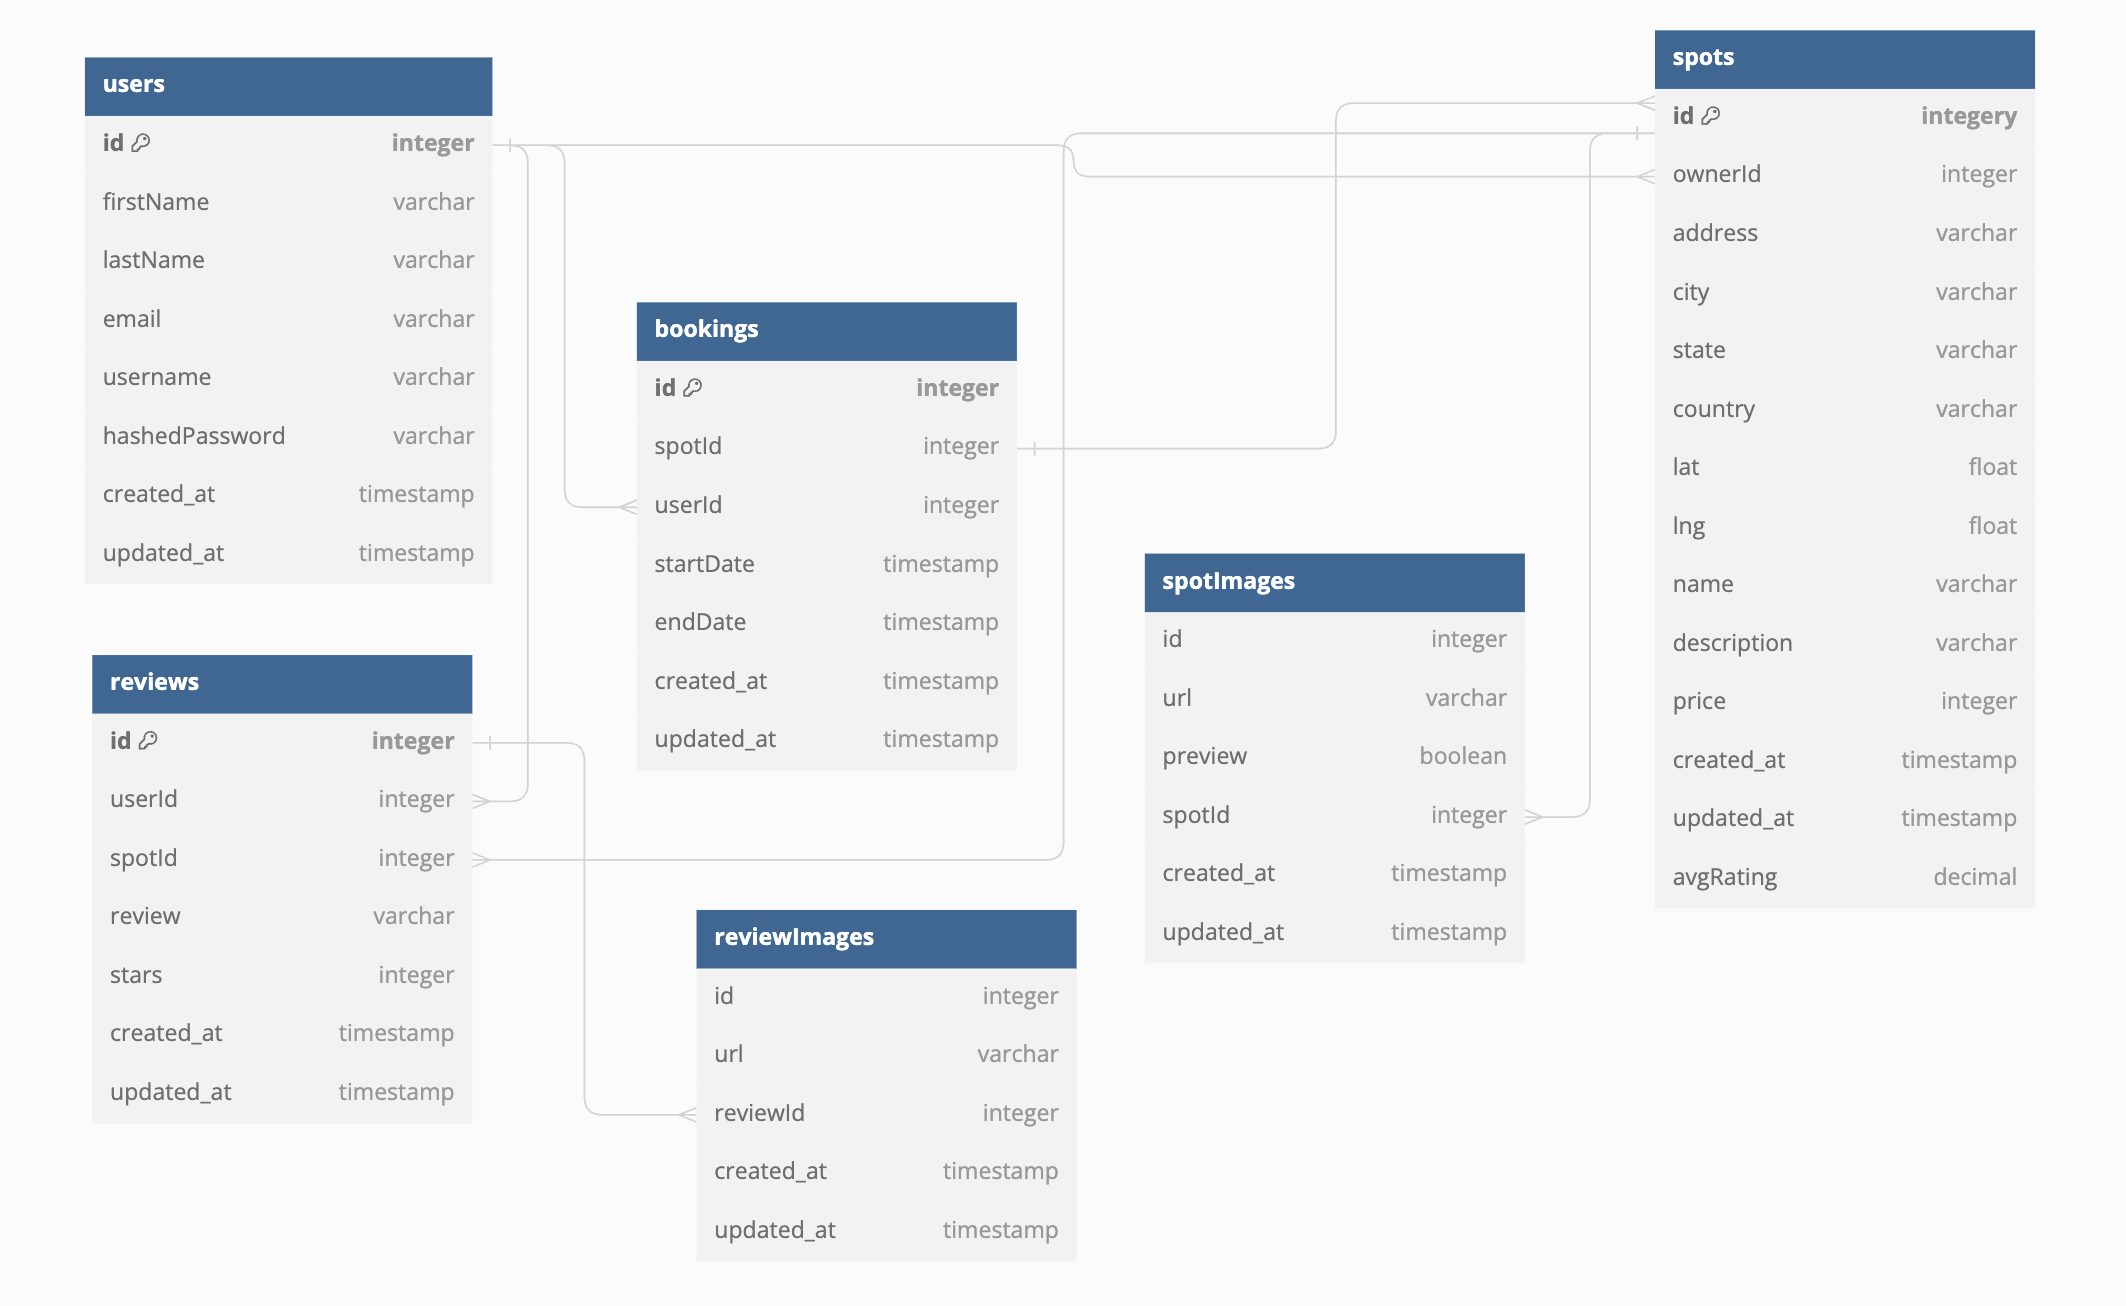 users
id integer
firstName varchar
lastName varchar
email varchar
username varchar
hashedPassword varchar
created_at timestamp
updated_at timestamp
spots
id integery
ownerId integer
address varchar
city varchar
state varchar
country varchar
lat float
lng float
name varchar
description varchar
price integer
created_at timestamp
updated_at timestamp
avgRating decimal
bookings
id integer
spotId integer
userId integer
startDate timestamp
endDate timestamp
created_at timestamp
updated_at timestamp
spotImages
id integer
url varchar
preview boolean
spotId integer
created_at timestamp
updated_at timestamp
reviews
id integer
userId integer
spotId integer
review varchar
stars integer
created_at timestamp
updated_at timestamp
reviewImages
id integer
url varchar
reviewId integer
created_at timestamp
updated_at timestamp